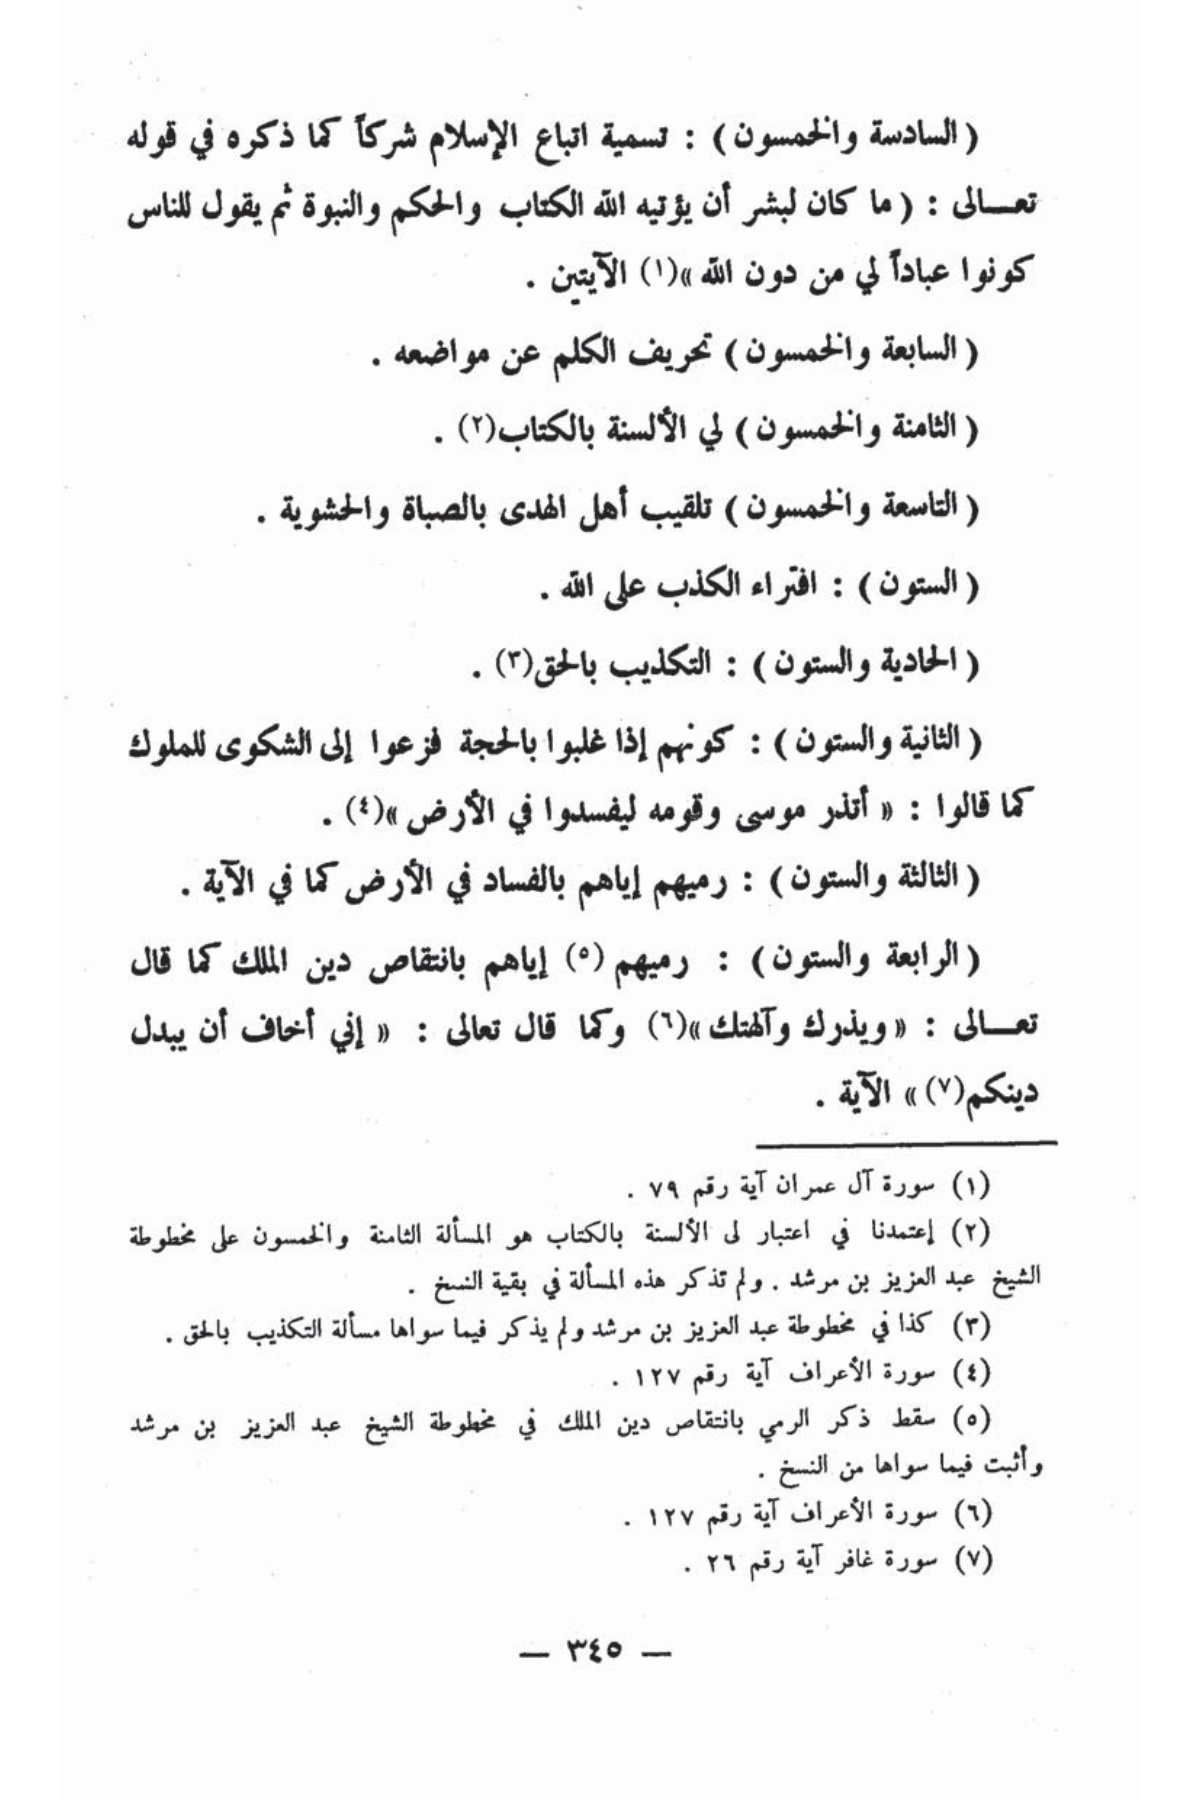 ( السادسة والخمسون ) : تسمية اتباع الإسلام شركاً كما ذكره في قوله
تعـــالى : ( ما كان لبشر أن يؤتيه الله الكتاب والحكم والنبوة ثم يقول للناس
كونوا عباداً لي من دون الله »(١) الآيتين .
( السابعة والخمسون ) تحريف الكلم عن مواضعه .
( الثامنة والخمسون ) لي الألسنة بالكتاب(٢) .
( التاسعة والخمسون ) تلقيب أهل الهدى بالصباة والحشوية .
( الستون ) : افتراء الكذب على الله .
( الحادية والستون ) : التكذيب بالحق(٣) .
( الثانية والستون ) : كونهم إذا غلبوا بالحجة فزعوا إلى الشكوى للملوك
كما قالوا : « أتذر موسى وقومه ليفسدوا في الأرض »(٤) .
( الثالثة والستون ) : رميهم إياهم بالفساد في الأرض كما في الآية .
( الرابعة والستون ) : رميهم (٥) إياهم بانتقاص دين الملك كما قال
تعـــالى : « ويذرك وآلهتك »(٦) وكما قال تعالى : « إني أخاف أن يبدل
دينكم(٧) » الآية .
(١) سورة آل عمران آية رقم ٧٩ .
(٢) إعتمدنا في اعتبار لى الألسنة بالكتاب هو المسألة الثامنة والخمسون على مخطوطة
الشيخ عبد العزيز بن مرشد . ولم تذكر هذه المسألة في بقية النسخ .
(٣) كذا في مخطوطة عبد العزيز بن مرشد ولم يذكر فيما سواها مسألة التكذيب بالحق .
(٤) سورة الأعراف آية رقم ١٢٧ .
(٥) سقط ذكر الرمي بانتقاص دين الملك في مخطوطة الشيخ عبد العزيز بن مرشد
وأثبت فيما سواها من النسخ .
(٦) سورة الأعراف آية رقم ١٢٧ .
(٧) سورة غافر آية رقم ٢٦ .
— ٣٤٥ —